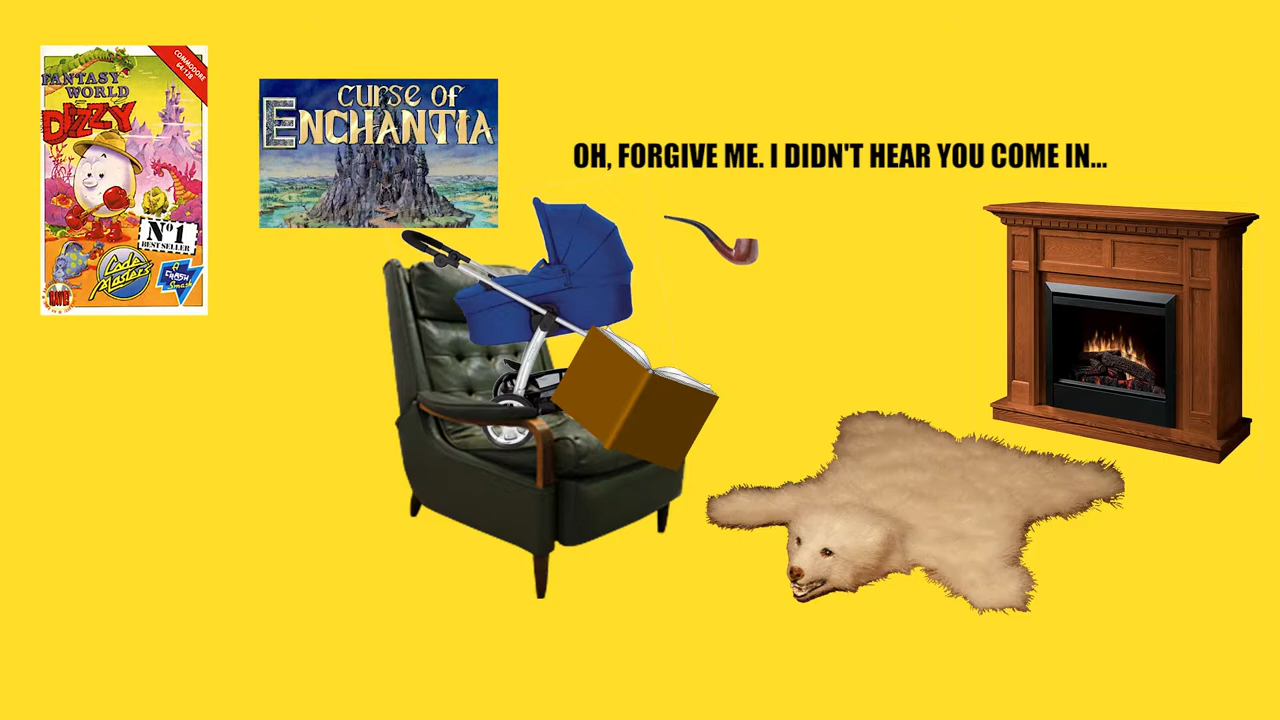 COMMODORE
64/128
FANTASY
WORLD
DIZZY
Nº1
BEST SELLER
Code
Masters
A
CRASH
Smash
RAVE!
CURSE OF
ENCHANTIA
OH, FORGIVE ME. I DIDN'T HEAR YOU COME IN...